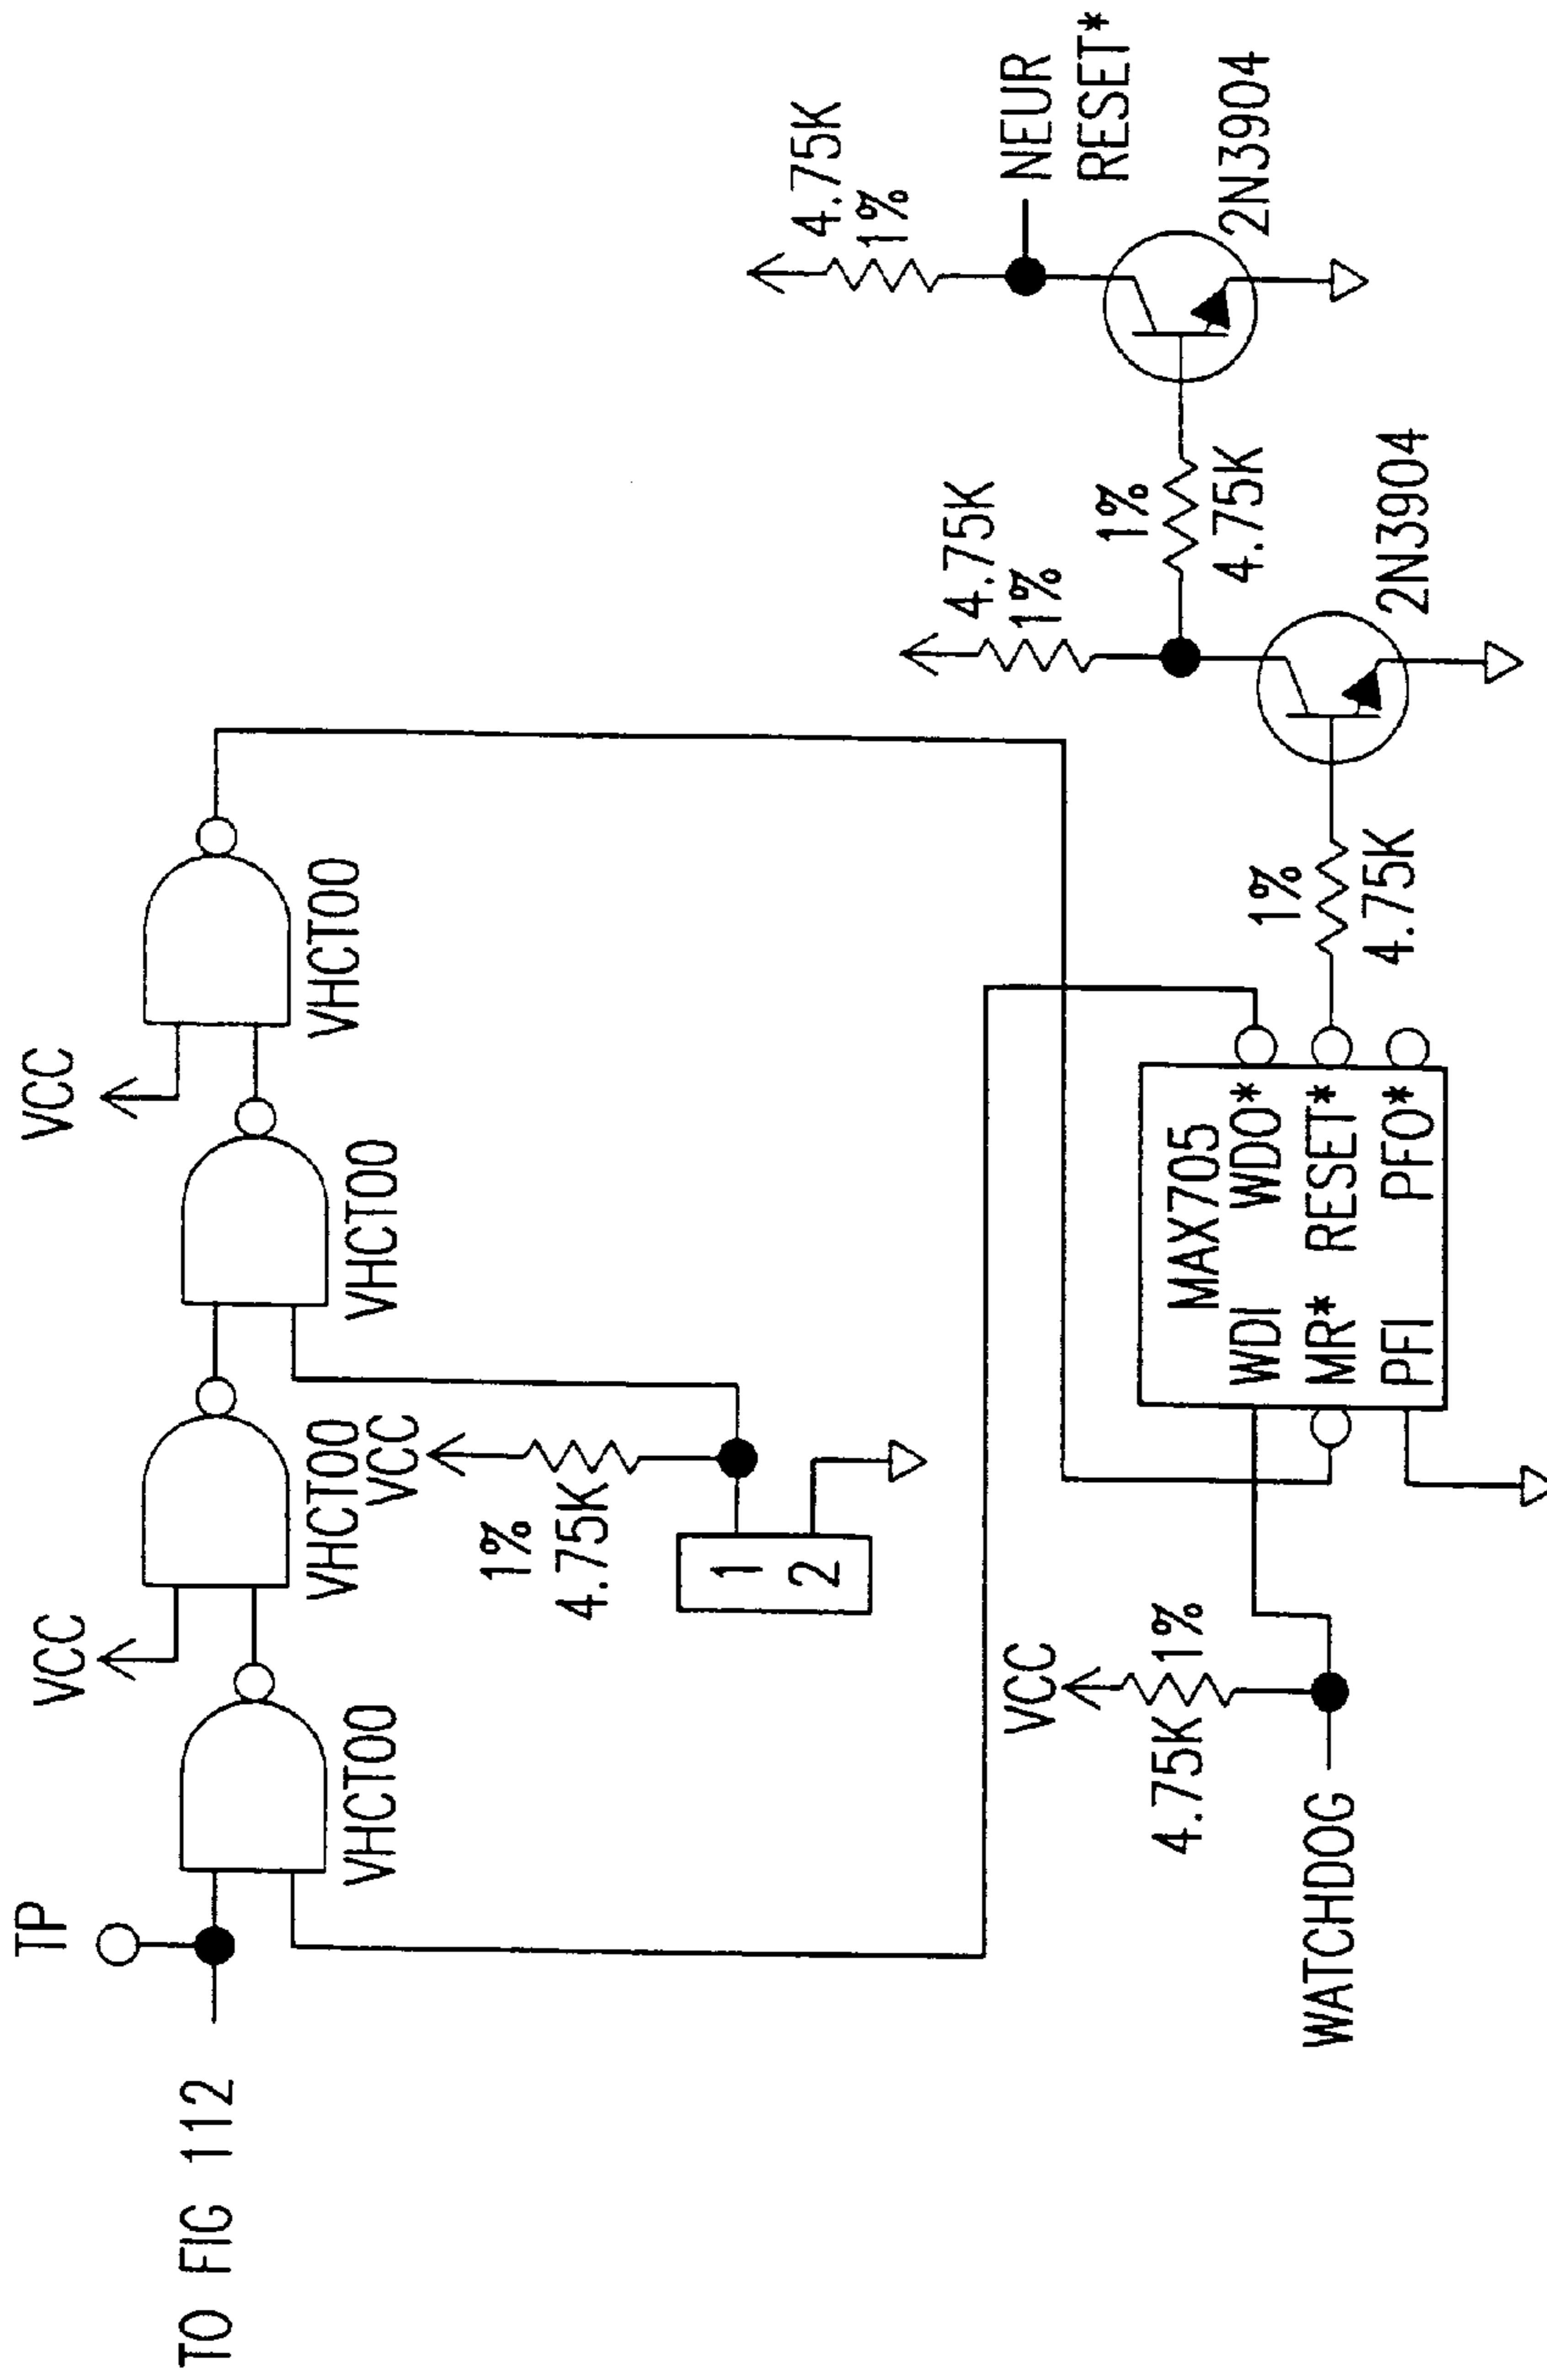 TO FIG 112
TP
VHCT00
VCC
VHCT00
VHCT00
VCC
VHCT00
VCC
1%
4.75K
1
2
WATCHDOG
VCC
4.75K
1%
MAX705
WDI WDO*
MR* RESET*
PFI PFO*
1%
4.75K
2N3904
4.75K
1%
1%
4.75K
2N3904
4.75K
1%
NEUR
RESET*